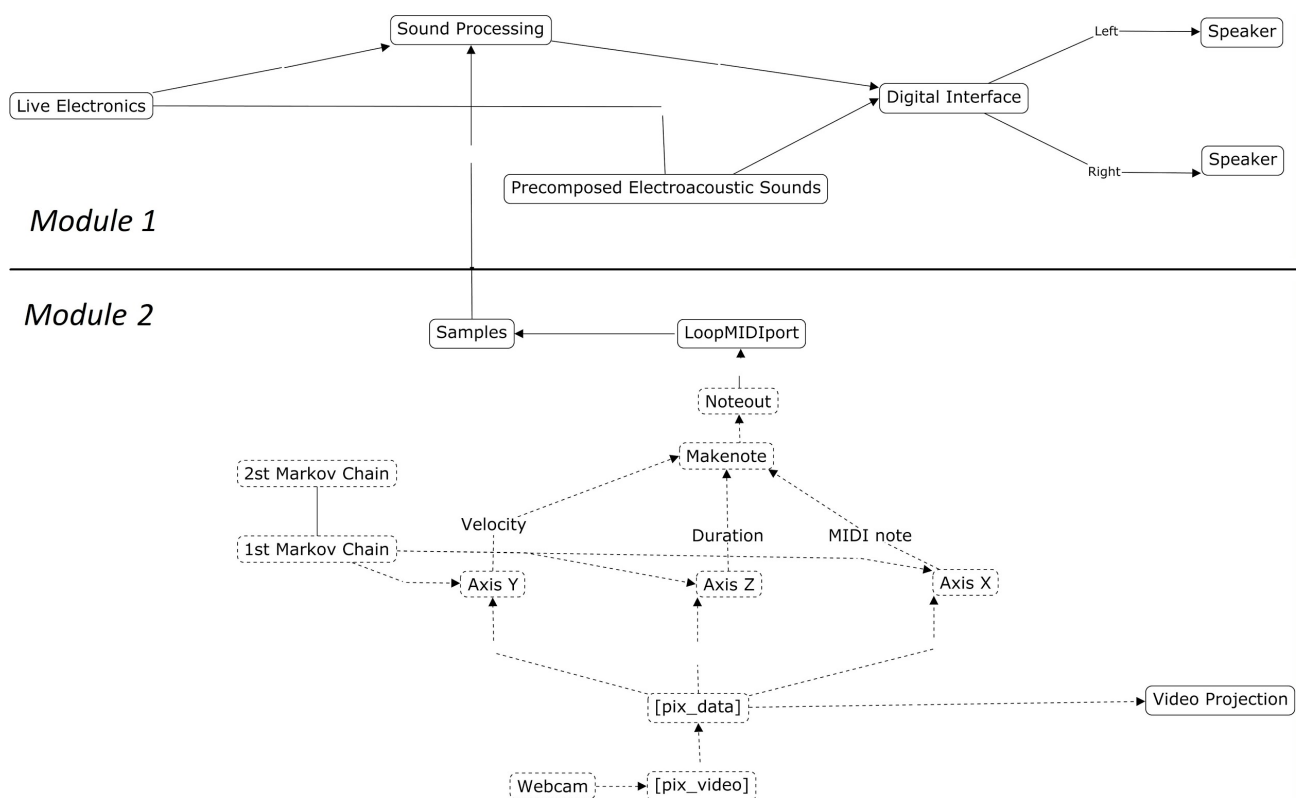 Sound Processing
Left
Speaker
Live Electronics
Digital Interface
Speaker
Right
Precomposed Electroacoustic Sounds
Module 1
Module 2
Samples
LoopMIDIport
Noteout
Makenote
2st Markov Chain
Velocity
Duration
MIDI note
1st Markov Chain
Axis Y
Axis Z
Axis X
[pix_data]
Video Projection
Webcam
[pix_video]